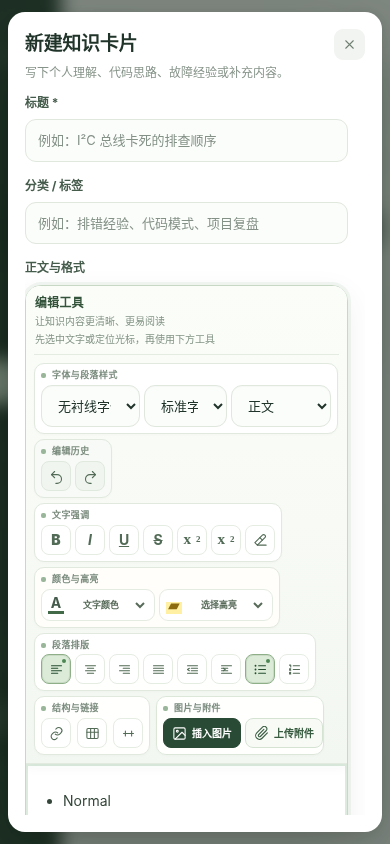 新建知识卡片
写下个人理解、代码思路、故障经验或补充内容。
标题 *
例如：I²C 总线卡死的排查顺序
分类 / 标签
例如：排错经验、代码模式、项目复盘
正文与格式
编辑工具
让知识内容更清晰、更易阅读
先选中文字或定位光标，再使用下方工具
字体与段落样式
无衬线字 标准字 正文
编辑历史
文字强调
B I U S x 2 x 2
颜色与高亮
A 文字颜色 选择高亮
段落排版
结构与链接 图片与附件
插入图片 上传附件
• Normal